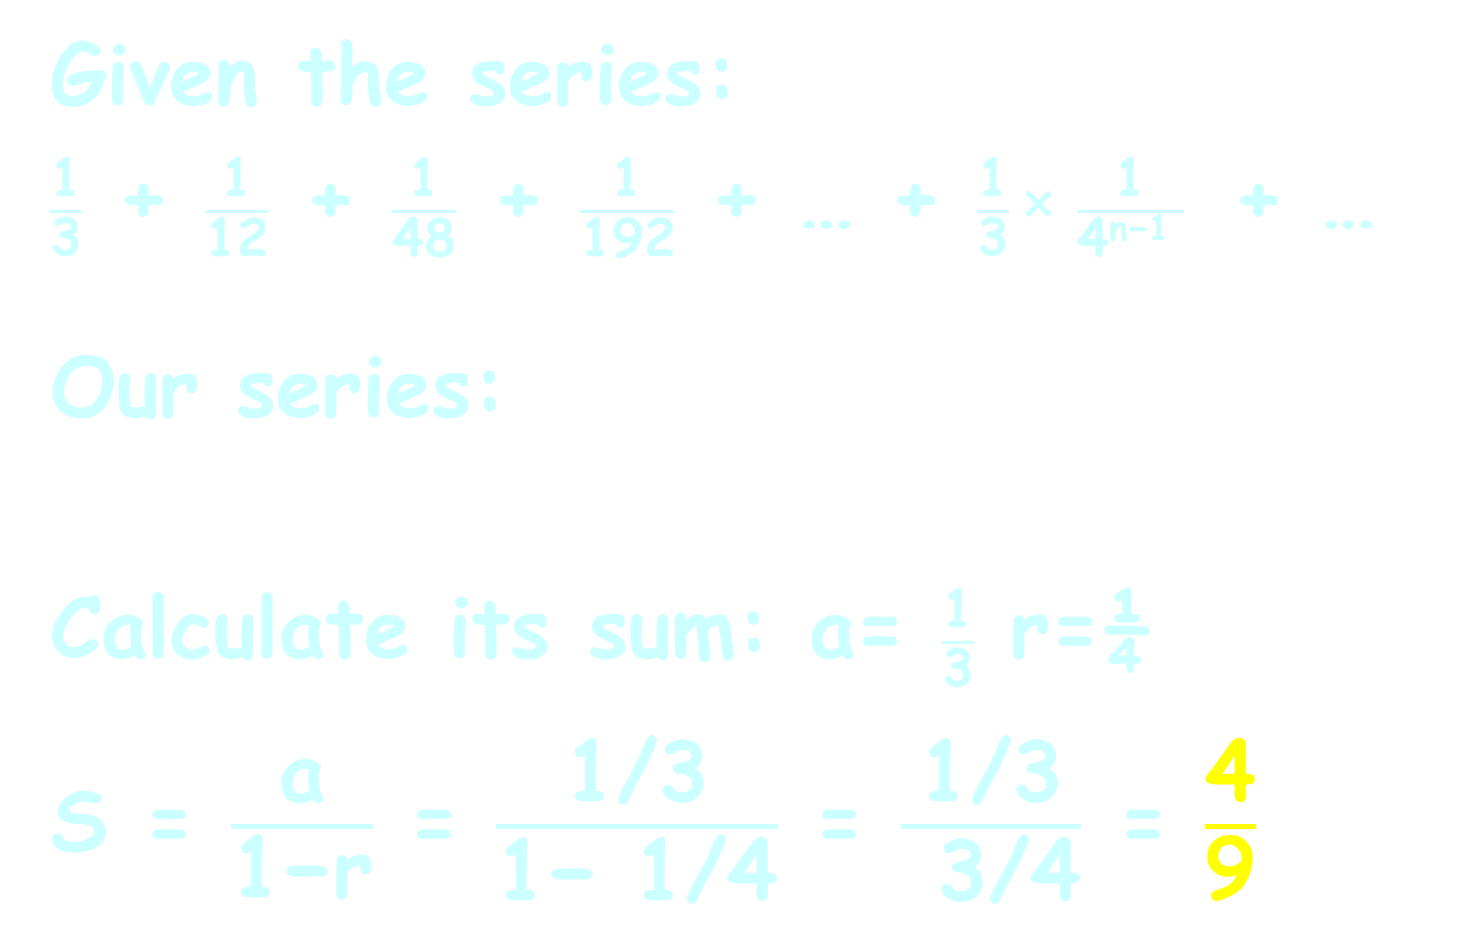 Given the series:
1/3 + 1/12 + 1/48 + 1/192 + ... + 1/3 × 1/4ⁿ⁻¹ + ...
Our series:
Calculate its sum: a= 1/3 r=1/4
S = a/(1-r) = (1/3)/(1- 1/4) = (1/3)/(3/4) = 4/9